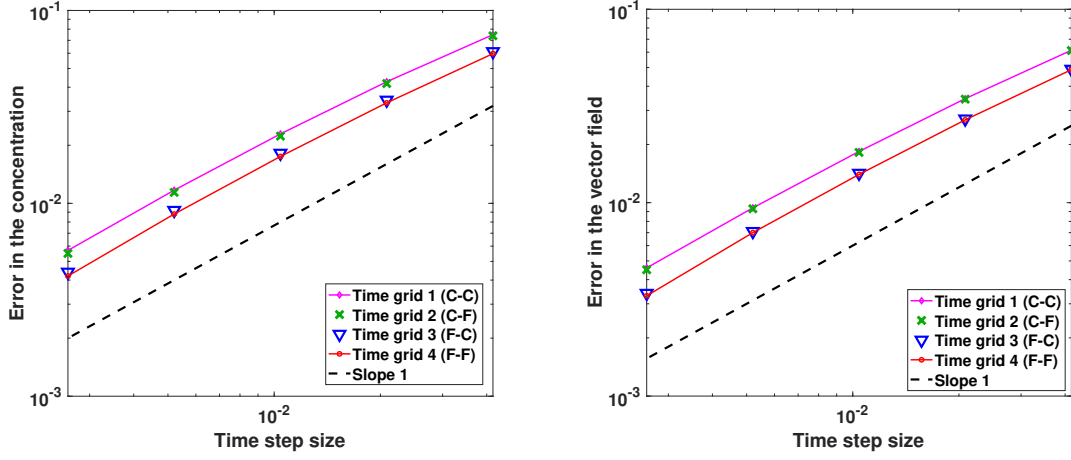 10^-1
10^-2
10^-3
10^-2
Error in the concentration
Time step size
Time grid 1 (C-C)
Time grid 2 (C-F)
Time grid 3 (F-C)
Time grid 4 (F-F)
Slope 1
10^-1
10^-2
10^-3
10^-2
Error in the vector field
Time step size
Time grid 1 (C-C)
Time grid 2 (C-F)
Time grid 3 (F-C)
Time grid 4 (F-F)
Slope 1